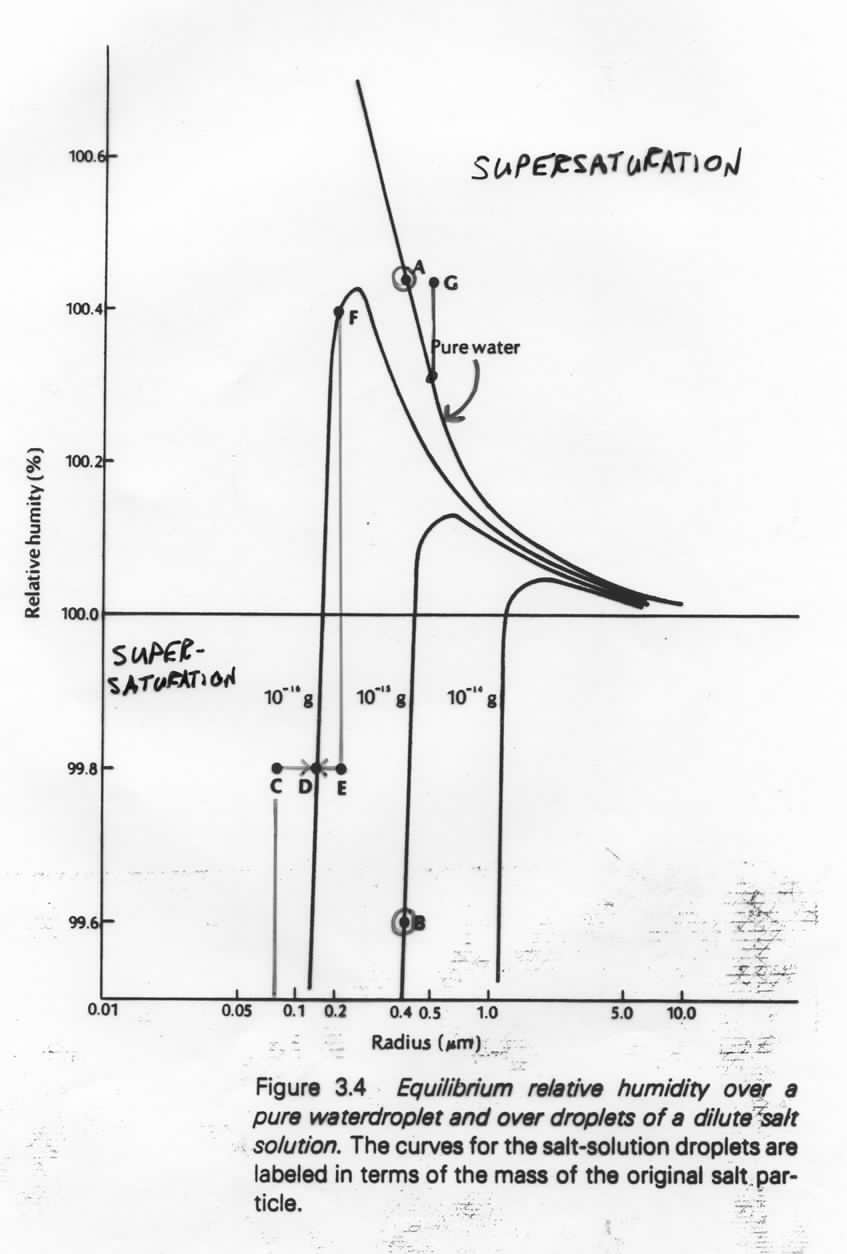 SUPERSATURATION
100.6
A
G
100.4
F
Pure water
100.2
Relative humity (%)
100.0
SUPER-
SATURATION
10⁻¹⁶ g
10⁻¹⁵ g
10⁻¹⁴ g
99.8
C D E
99.6
B
0.01 0.05 0.1 0.2 0.4 0.5 1.0 5.0 10.0
Radius (μm)
Figure 3.4 Equilibrium relative humidity over a
pure waterdroplet and over droplets of a dilute salt
solution. The curves for the salt-solution droplets are
labeled in terms of the mass of the original salt par-
ticle.